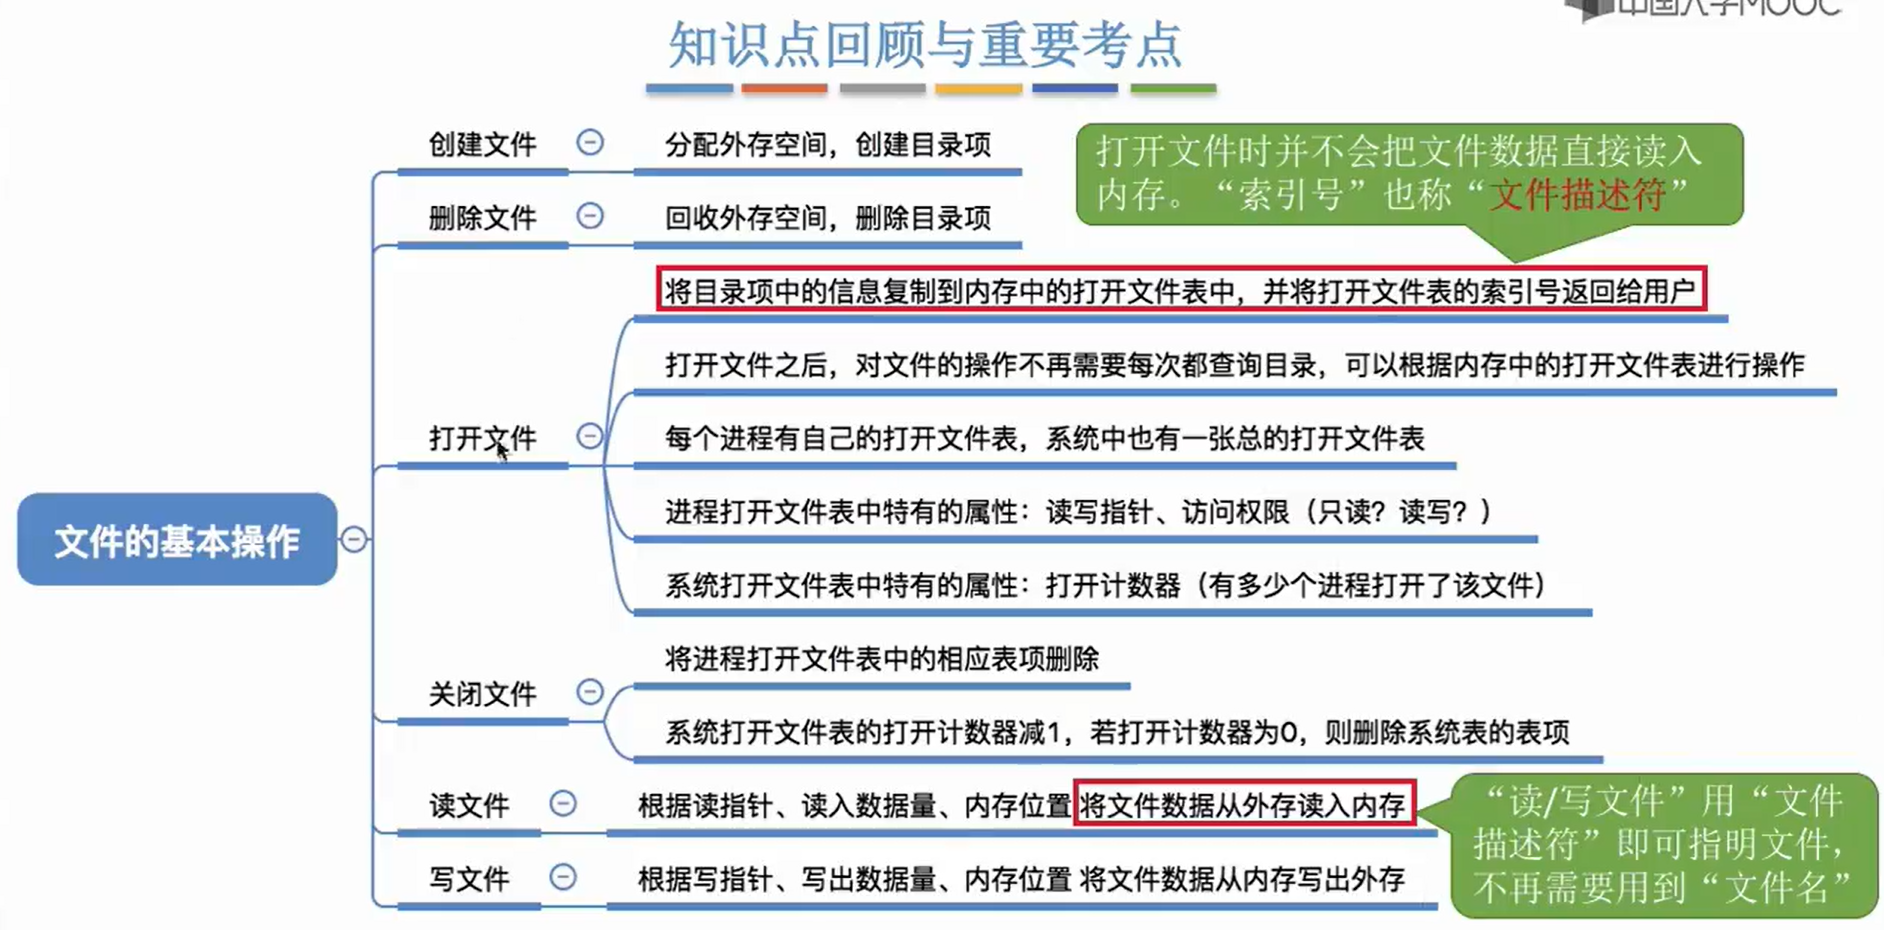 中国大学MOOC
知识点回顾与重要考点
创建文件
分配外存空间，创建目录项
打开文件时并不会把文件数据直接读入
内存。“索引号”也称“文件描述符”
删除文件
回收外存空间，删除目录项
将目录项中的信息复制到内存中的打开文件表中，并将打开文件表的索引号返回给用户
打开文件之后，对文件的操作不再需要每次都查询目录，可以根据内存中的打开文件表进行操作
打开文件
每个进程有自己的打开文件表，系统中也有一张总的打开文件表
进程打开文件表中特有的属性：读写指针、访问权限（只读？读写？）
系统打开文件表中特有的属性：打开计数器（有多少个进程打开了该文件）
文件的基本操作
关闭文件
将进程打开文件表中的相应表项删除
系统打开文件表的打开计数器减1，若打开计数器为0，则删除系统表的表项
读文件
根据读指针、读入数据量、内存位置 将文件数据从外存读入内存
“读/写文件”用“文件
描述符”即可指明文件，
不再需要用到“文件名”
写文件
根据写指针、写出数据量、内存位置 将文件数据从内存写出外存